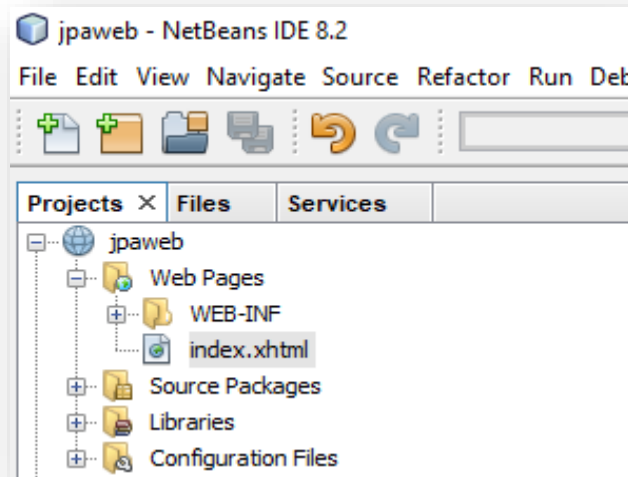 jpaweb - NetBeans IDE 8.2
File Edit View Navigate Source Refactor Run Deb
Projects Files Services
jpaweb
Web Pages
WEB-INF
index.xhtml
Source Packages
Libraries
Configuration Files